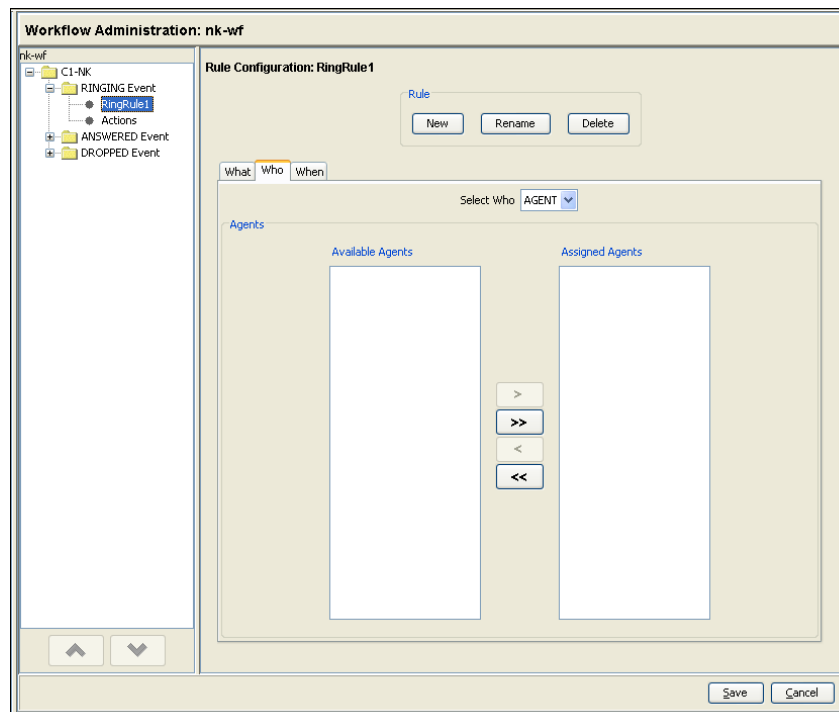 Workflow Administration: nk-wf
nk-wf
C1-NK
RINGING Event
RingRule1
Actions
ANSWERED Event
DROPPED Event
Rule Configuration: RingRule1
Rule
New
Rename
Delete
What
Who
When
Select Who
AGENT
Agents
Available Agents
Assigned Agents
>
>>
<
<<
Save
Cancel